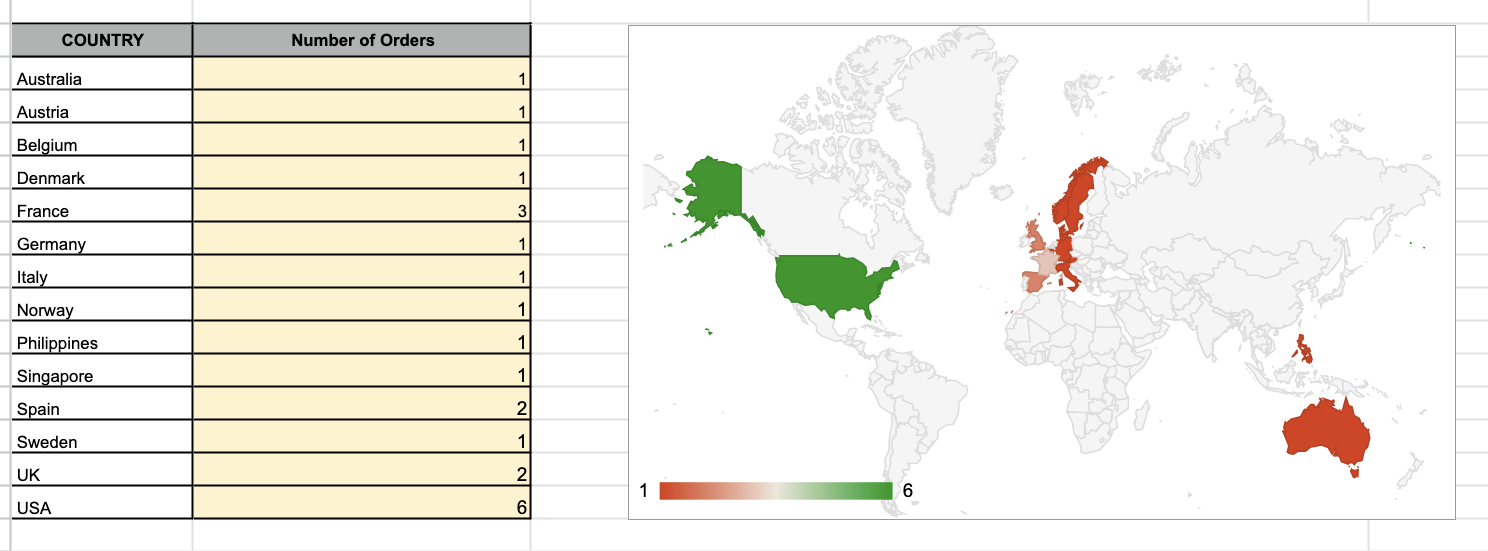 COUNTRY Number of Orders
Australia 1
Austria 1
Belgium 1
Denmark 1
France 3
Germany 1
Italy 1
Norway 1
Philippines 1
Singapore 1
Spain 2
Sweden 1
UK 2
USA 6
1 6